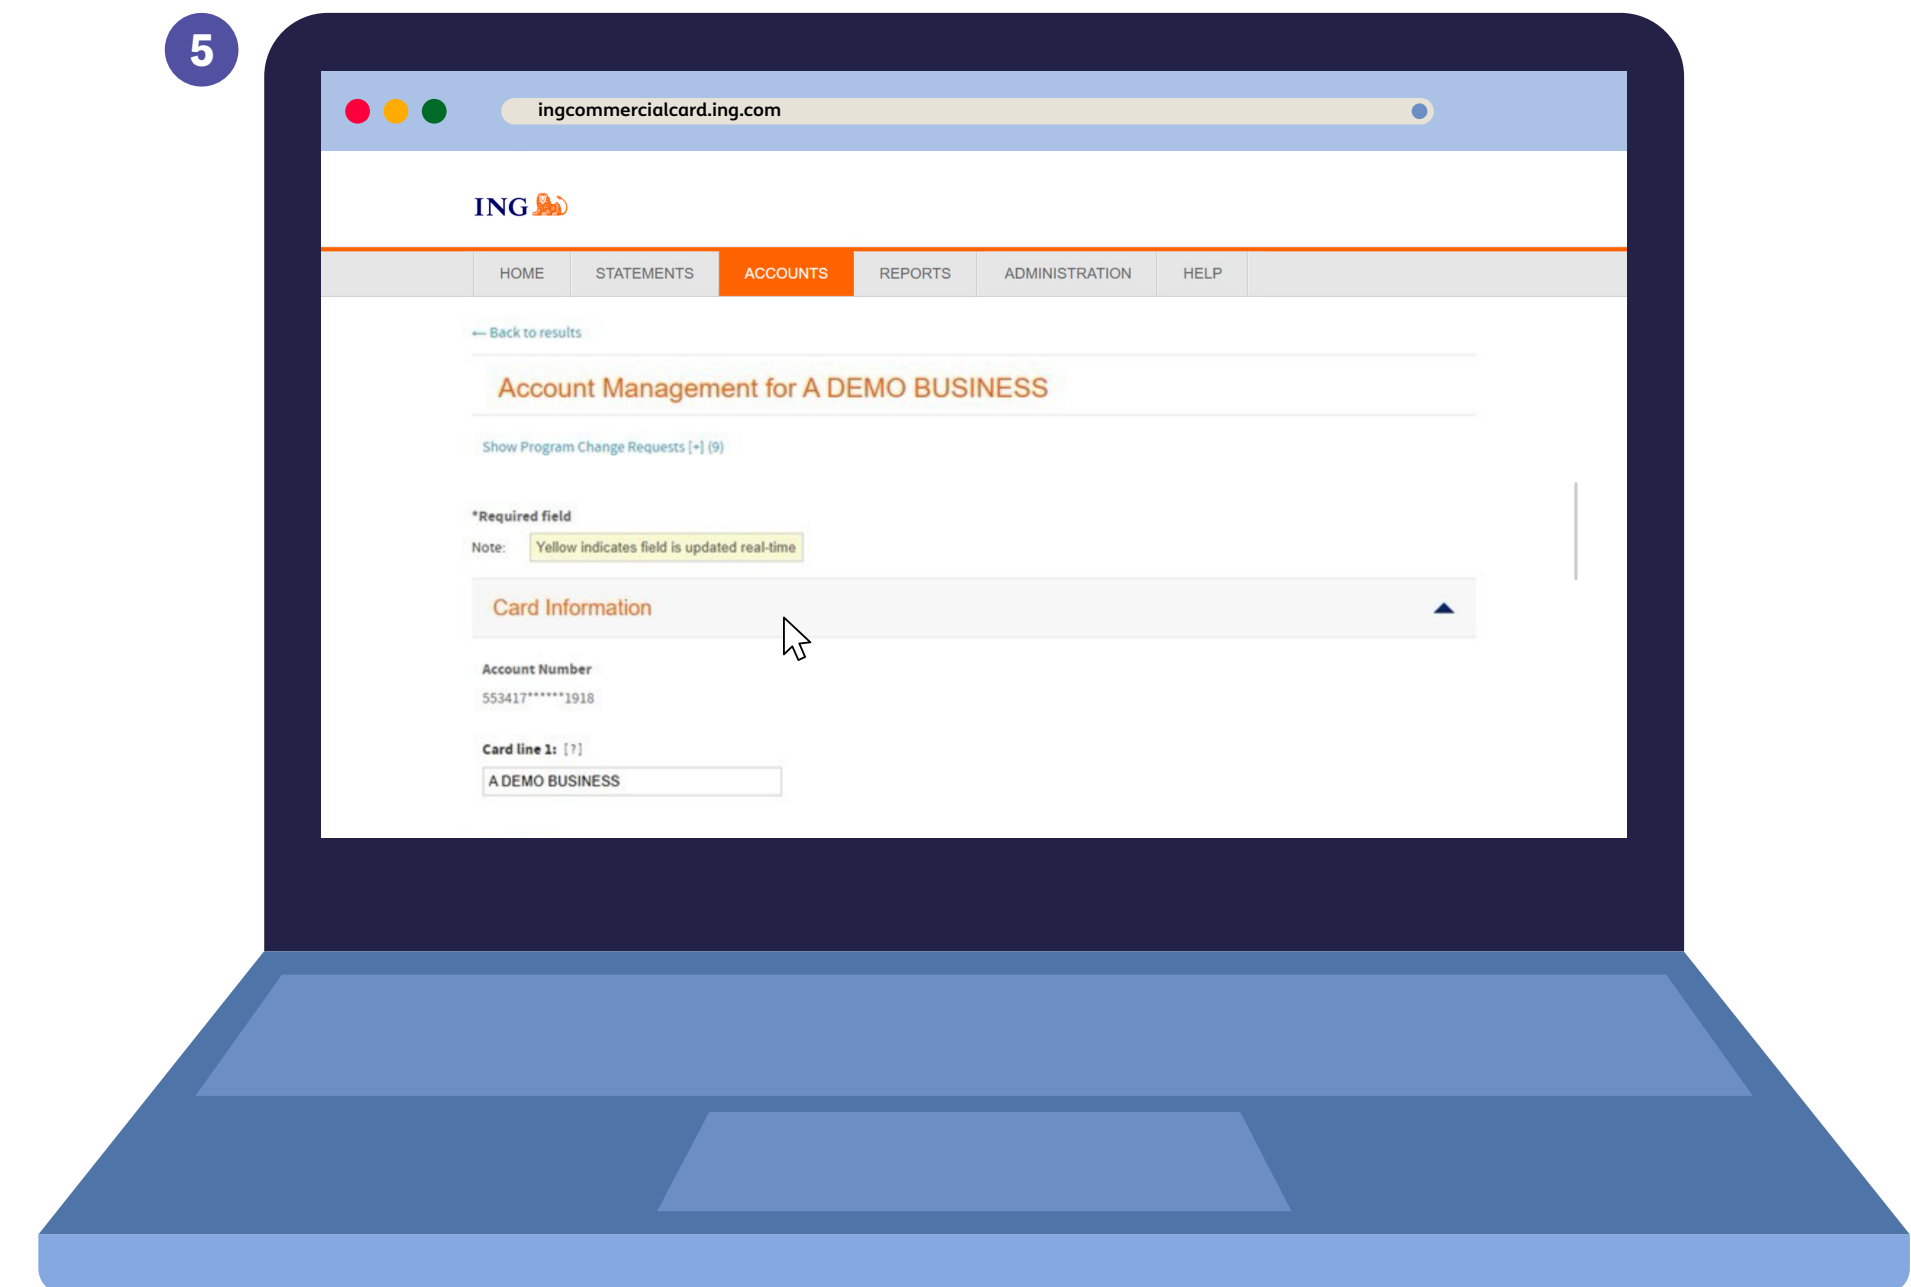 5
ingcommercialcard.ing.com
ING
HOME STATEMENTS ACCOUNTS REPORTS ADMINISTRATION HELP
← Back to results
Account Management for A DEMO BUSINESS
Show Program Change Requests [+] (9)
*Required field
Note: Yellow indicates field is updated real-time
Card Information
Account Number
553417******1918
Card line 1: [?]
A DEMO BUSINESS